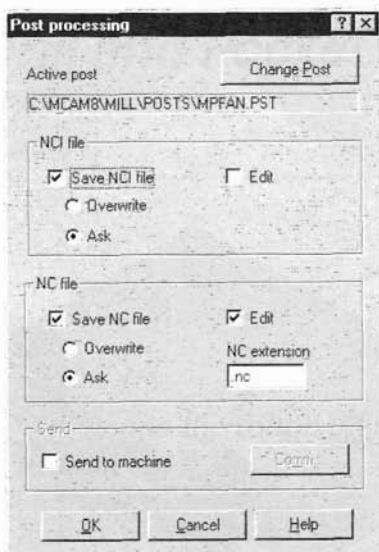 Post processing
Active post
Change Post
C:\MCAM8\MILL\POSTS\MPFAN.PST
NCI file
Save NCI file
Edit
Overwrite
Ask
NC file
Save NC file
Edit
Overwrite
NC extension
Ask
.nc
Send
Send to machine
Comm
OK
Cancel
Help